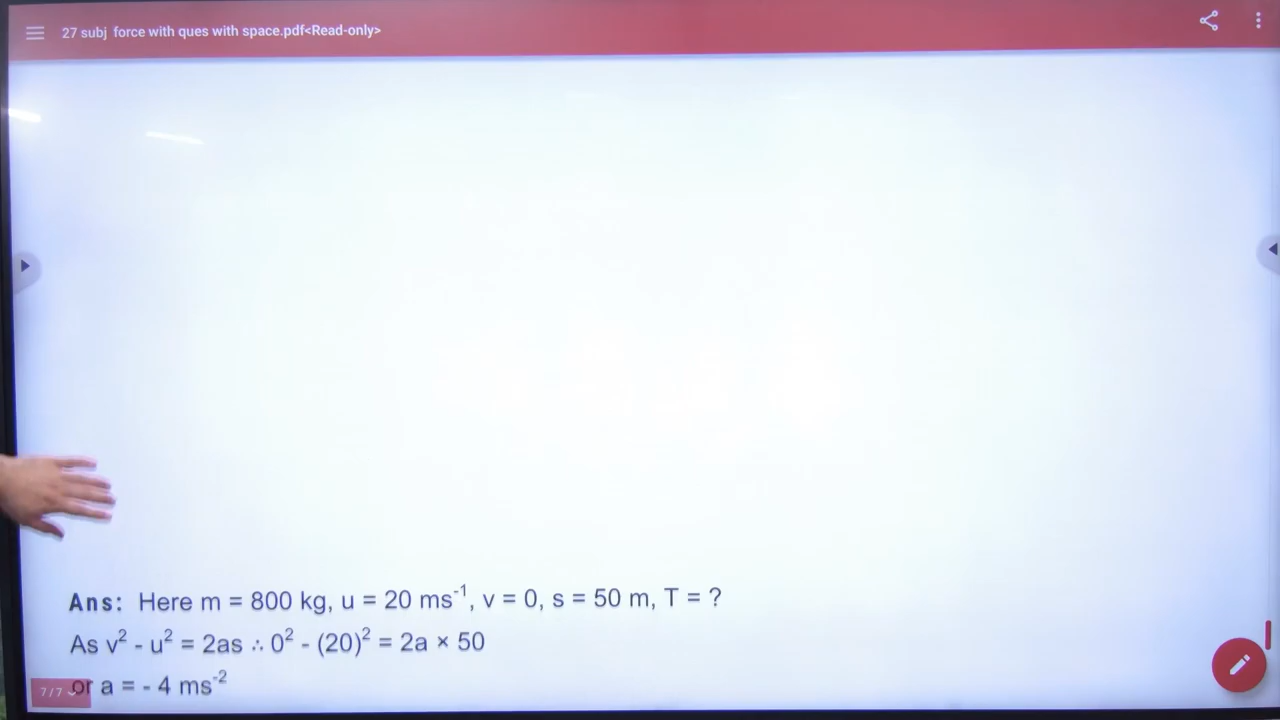 27 subj force with ques with space.pdf<Read-only>
Ans: Here m = 800 kg, u = 20 ms⁻¹, v = 0, s = 50 m, T = ?
As v² - u² = 2as ∴ 0² - (20)² = 2a × 50
or a = - 4 ms⁻²
7/7